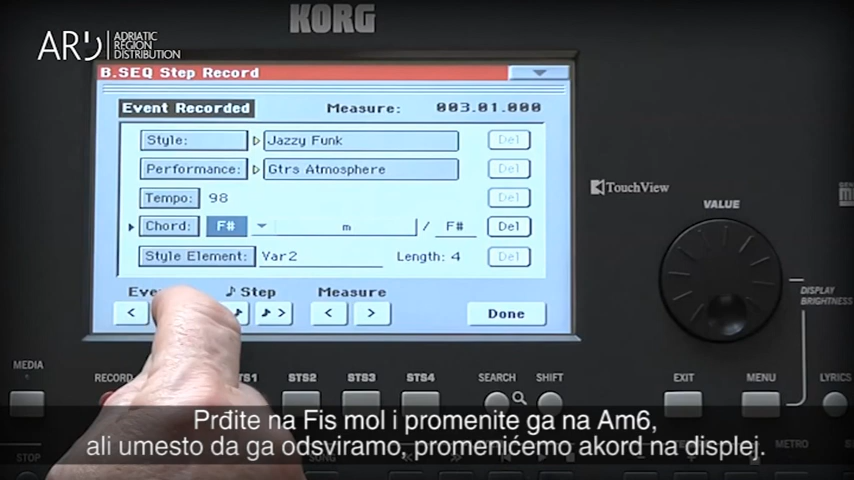 KORG
ARD ADRIATIC
REGION
DISTRIBUTION
B.SEQ Step Record
Event Recorded Measure: 003.01.000
Style: Jazzy Funk Del
Performance: Gtrs Atmosphere Del
Tempo: 98 Del
Chord: F# m / F# Del
Style Element: Var2 Length: 4 Del
♪ Step Measure
< ♪ ♪ > < > Done
TouchView
VALUE
DISPLAY
BRIGHTNESS
MEDIA RECORD STS2 STS3 STS4 SEARCH SHIFT EXIT MENU LYRICS
STOP SONG METRO
Prđite na Fis mol i promenite ga na Am6,
ali umesto da ga odsviramo, promenićemo akord na displej.